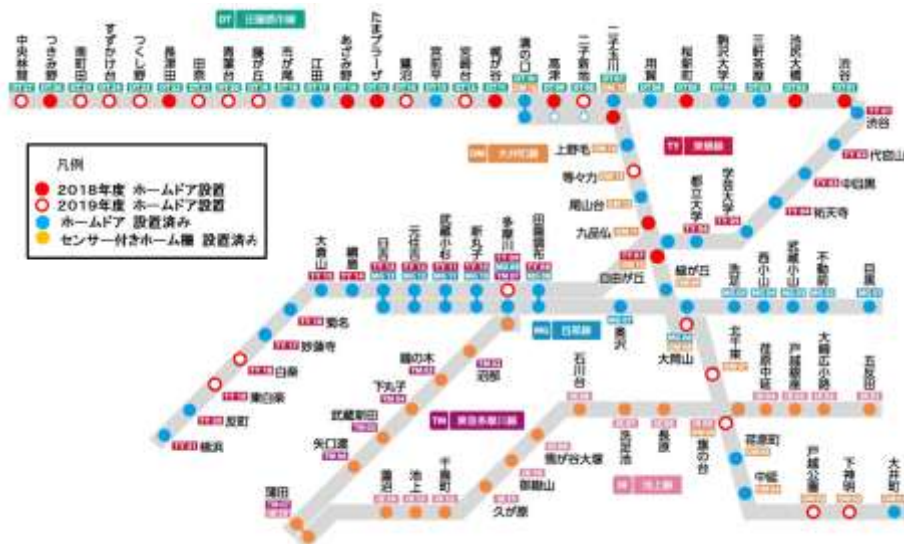 DT 田園都市線
中央林間
つきみ野
南町田
すずかけ台
つくし野
長津田
田奈
青葉台
藤が丘
市が尾
江田
あざみ野
たまプラーザ
鷺沼
宮前平
宮崎台
梶が谷
溝の口
高津
二子新地
二子玉川
用賀
桜新町
駒沢大学
三軒茶屋
池尻大橋
渋谷
渋谷
代官山
中目黒
祐天寺
学芸大学
都立大学
TY 東横線
OM 大井町線
上野毛
等々力
尾山台
九品仏
自由が丘
緑が丘
凡例
2018年度 ホームドア設置
2019年度 ホームドア設置
ホームドア 設置済み
センサー付きホーム柵 設置済み
大倉山
綱島
日吉
元住吉
武蔵小杉
新丸子
多摩川
田園調布
洗足
西小山
武蔵小山
不動前
目黒
菊名
妙蓮寺
白楽
東白楽
反町
横浜
MG 目黒線
奥沢
大岡山
北千束
荏原中延
戸越銀座
大崎広小路
五反田
沼部
鵜の木
下丸子
武蔵新田
矢口渡
蒲田
TM 東急多摩川線
石川台
洗足池
長原
旗の台
雪が谷大塚
御嶽山
久が原
千鳥町
池上
蓮沼
IK 池上線
荏原町
中延
戸越公園
下神明
大井町